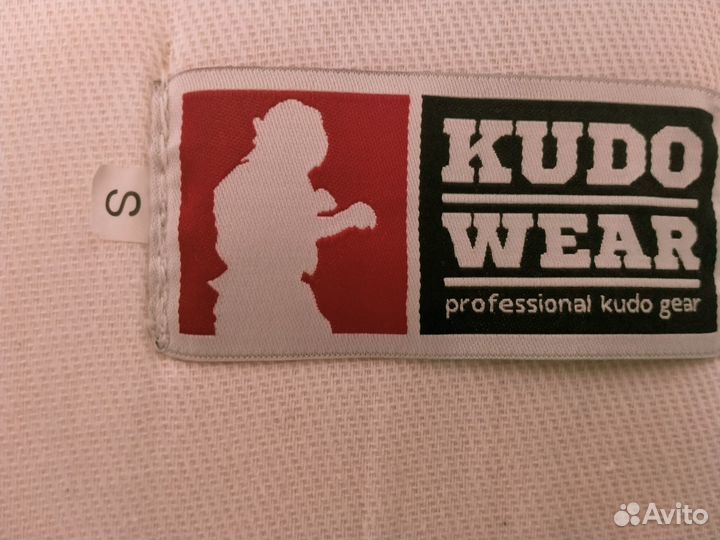 S
KUDO
WEAR
professional kudo gear
Avito